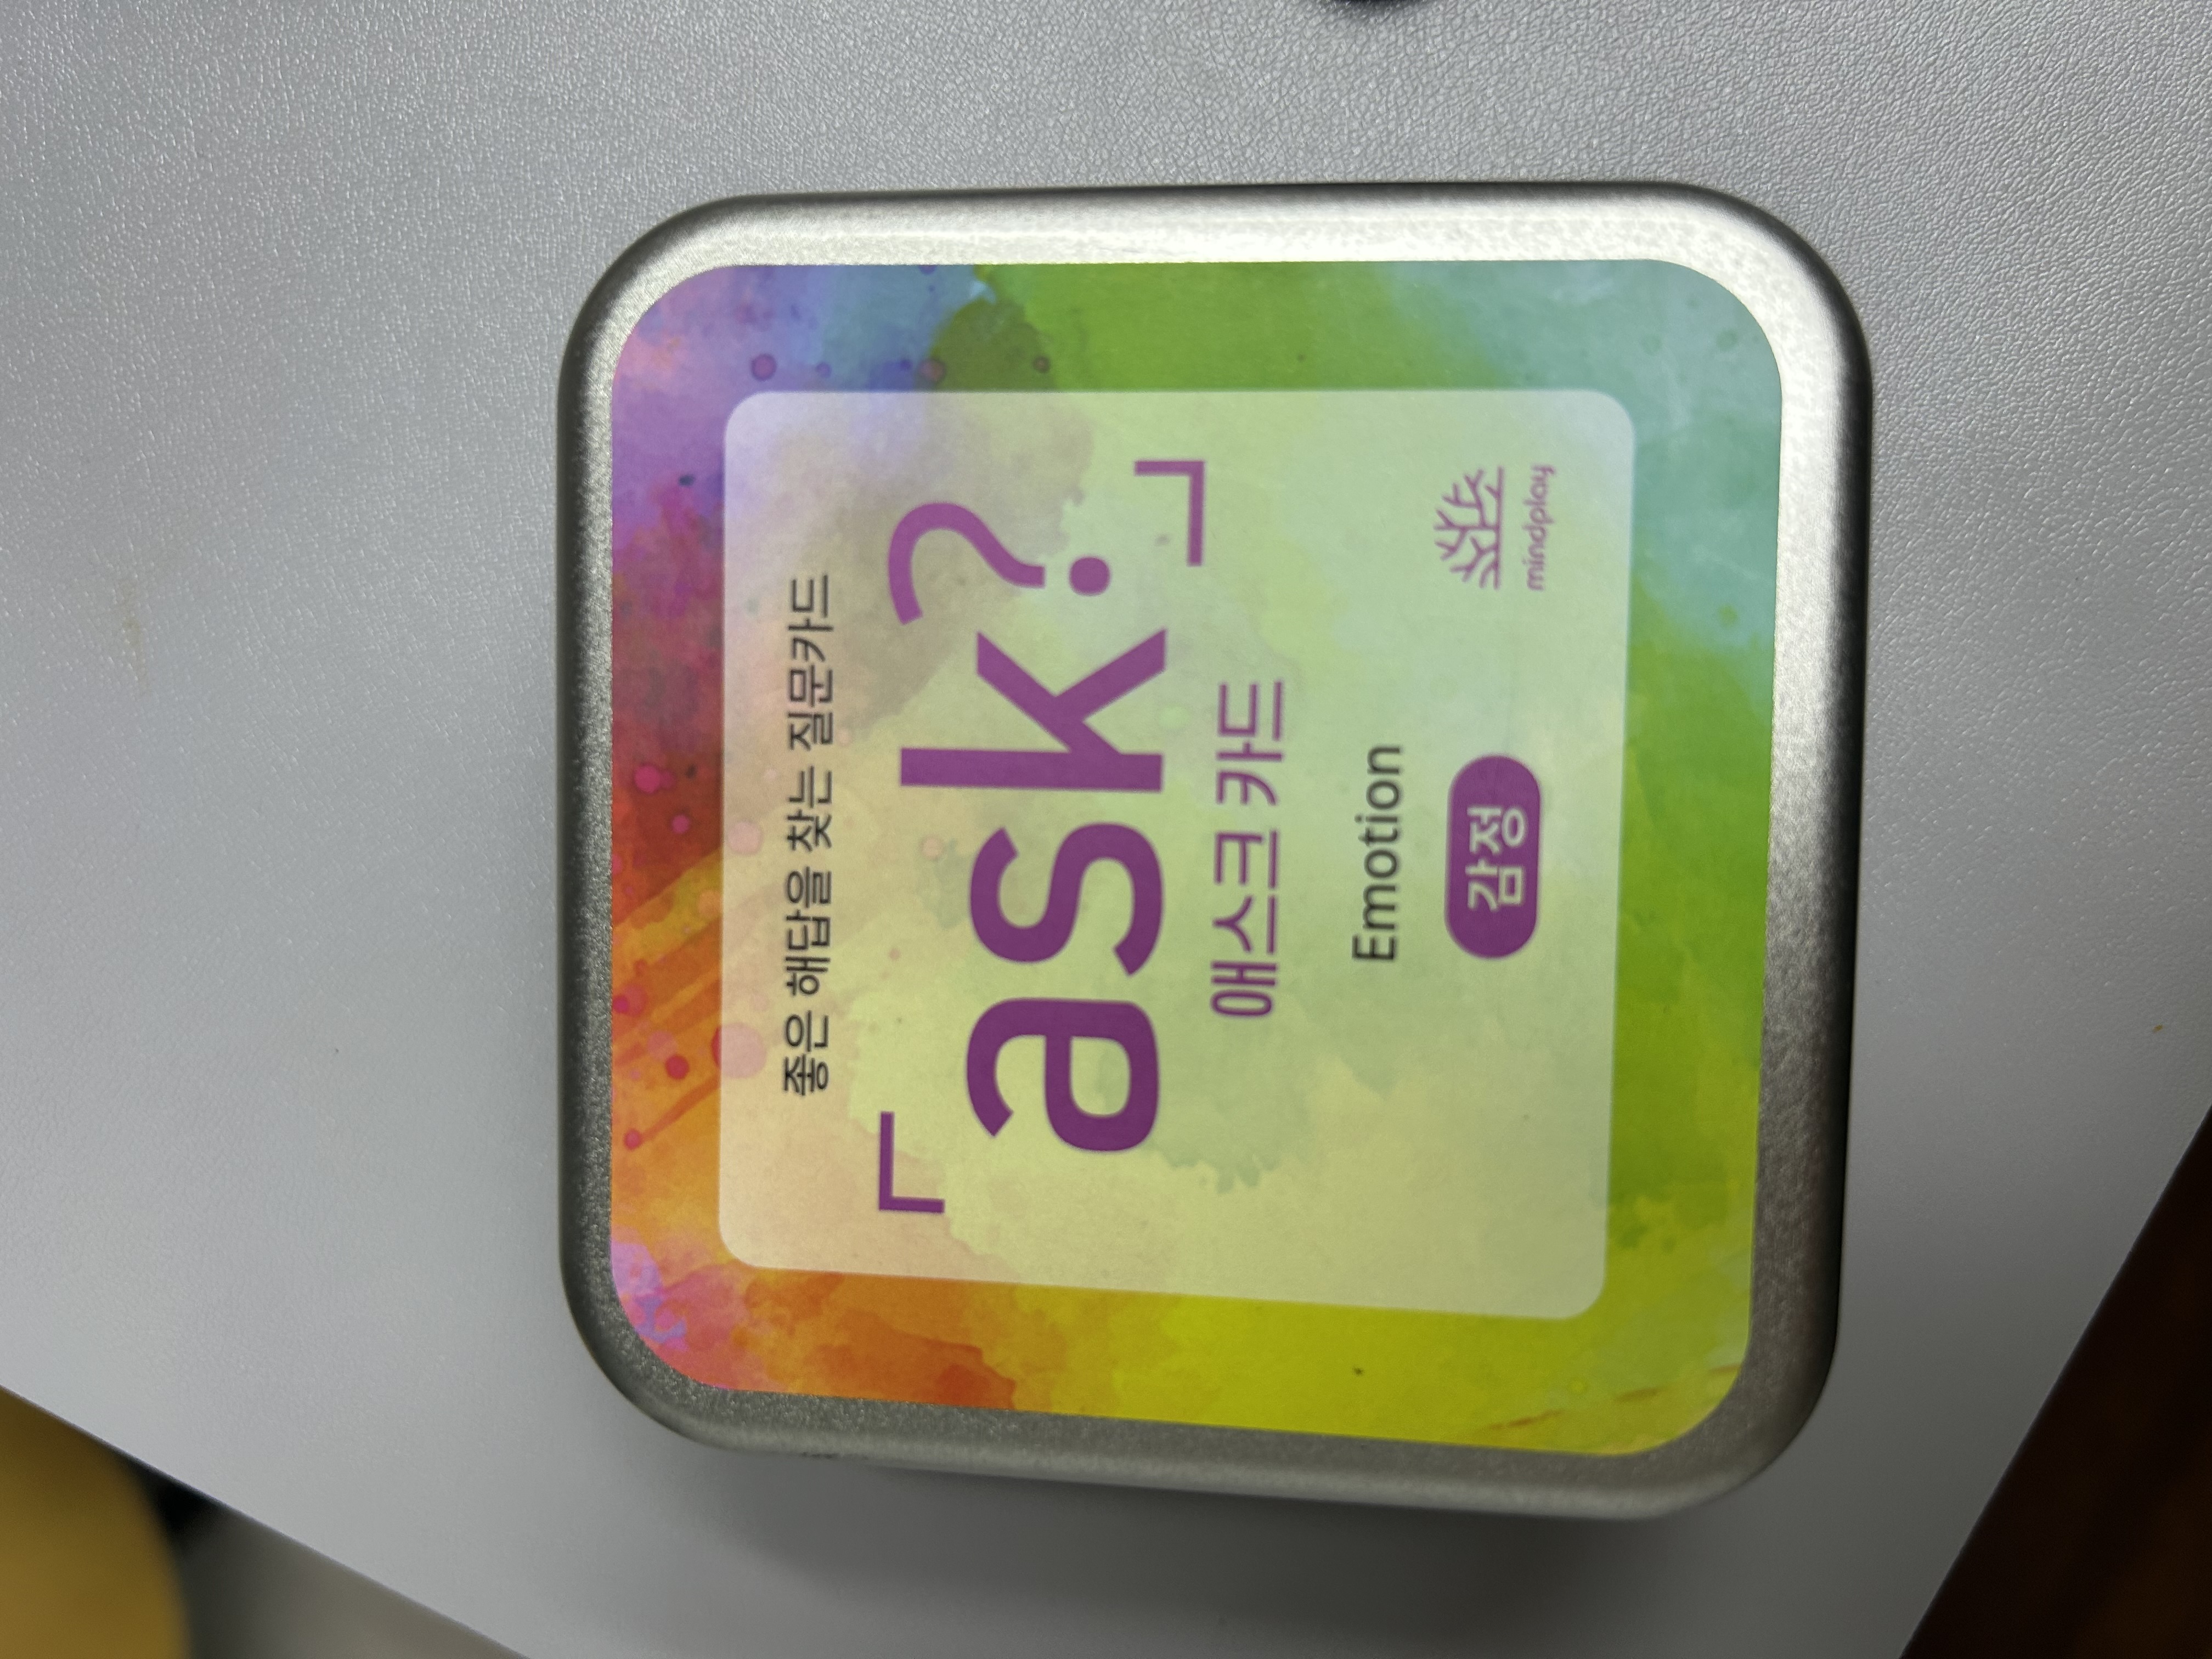 좋은 해답을 찾는 질문카드
「ask?」
애스크 카드
Emotion
감정
mindplay